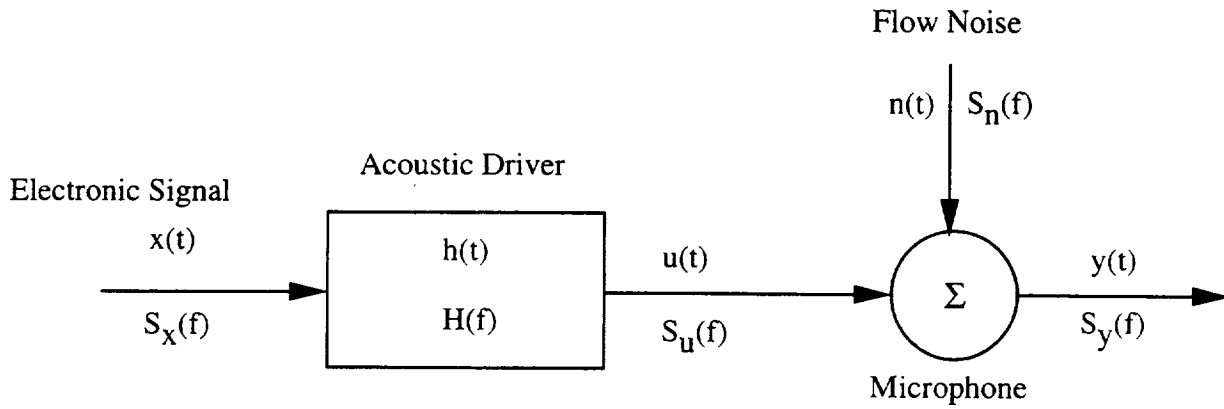 Flow Noise
n(t) S_n(f)
Acoustic Driver
Electronic Signal
x(t)
h(t)
u(t)
y(t)
Σ
S_x(f)
H(f)
S_u(f)
S_y(f)
Microphone